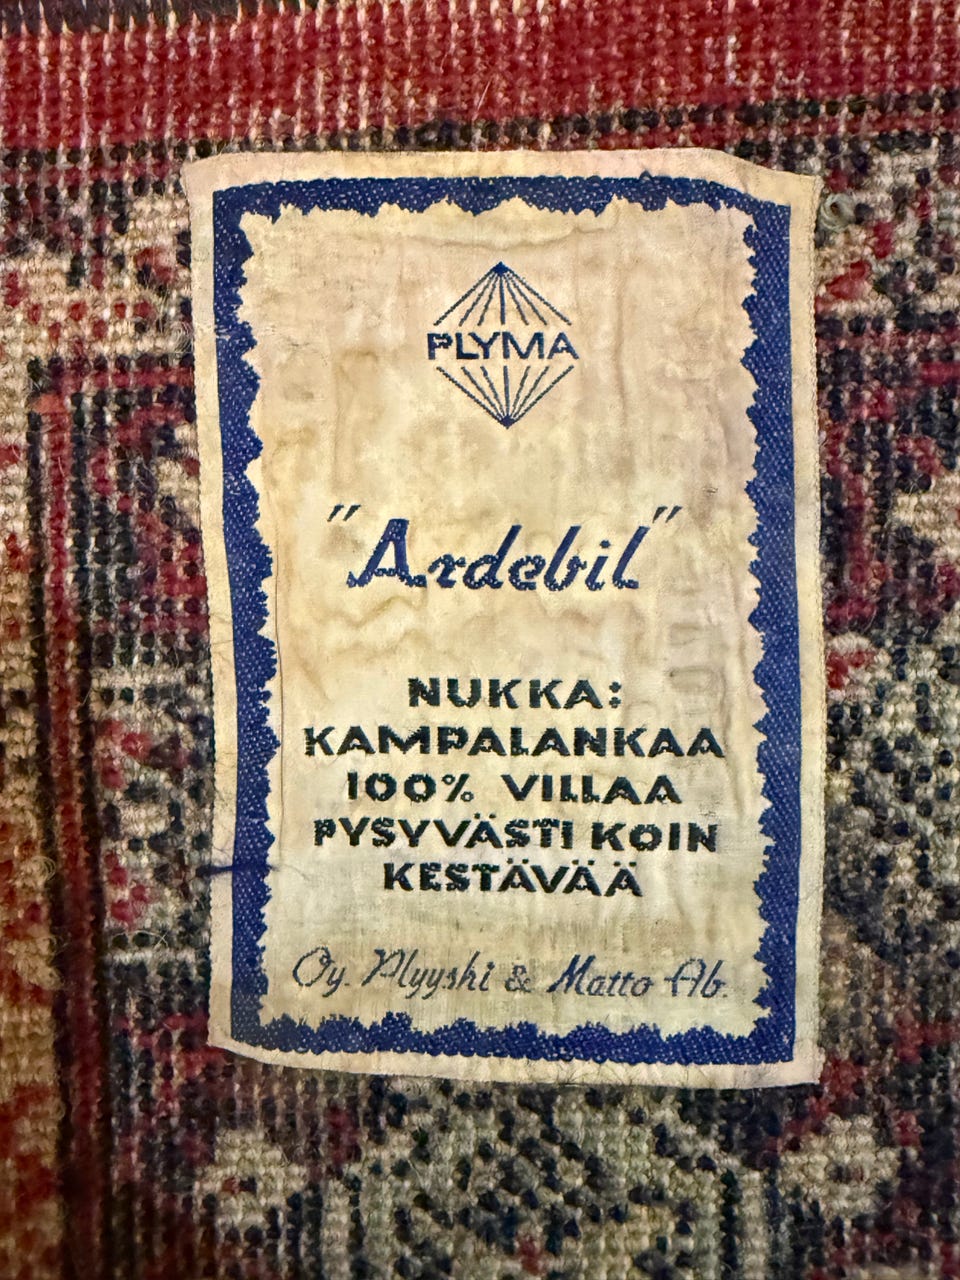 PLYMA
"Ardebil"
NUKKA:
KAMPALANKAA
100% VILLAA
PYSYVÄSTI KOIN
KESTÄVÄÄ
Oy. Plyyshi & Matto Ab.